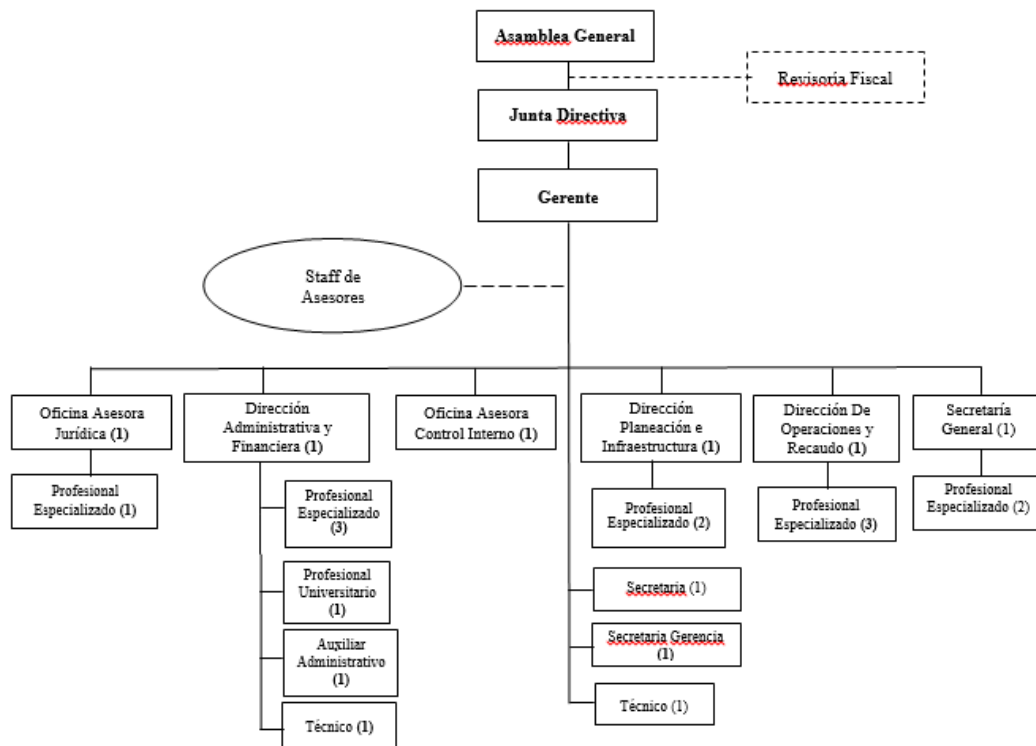 Asamblea General
Revisoría Fiscal
Junta Directiva
Gerente
Staff de
Asesores
Oficina Asesora
Jurídica (1)
Dirección
Administrativa y
Financiera (1)
Oficina Asesora
Control Interno (1)
Dirección
Planeación e
Infraestructura (1)
Dirección De
Operaciones y
Recaudo (1)
Secretaría
General (1)
Profesional
Especializado (1)
Profesional
Especializado
(3)
Profesional
Especializado (2)
Profesional
Especializado (3)
Profesional
Especializado (2)
Profesional
Universitario
(1)
Secretaria (1)
Auxiliar
Administrativo
(1)
Secretaria Gerencia
(1)
Técnico (1)
Técnico (1)